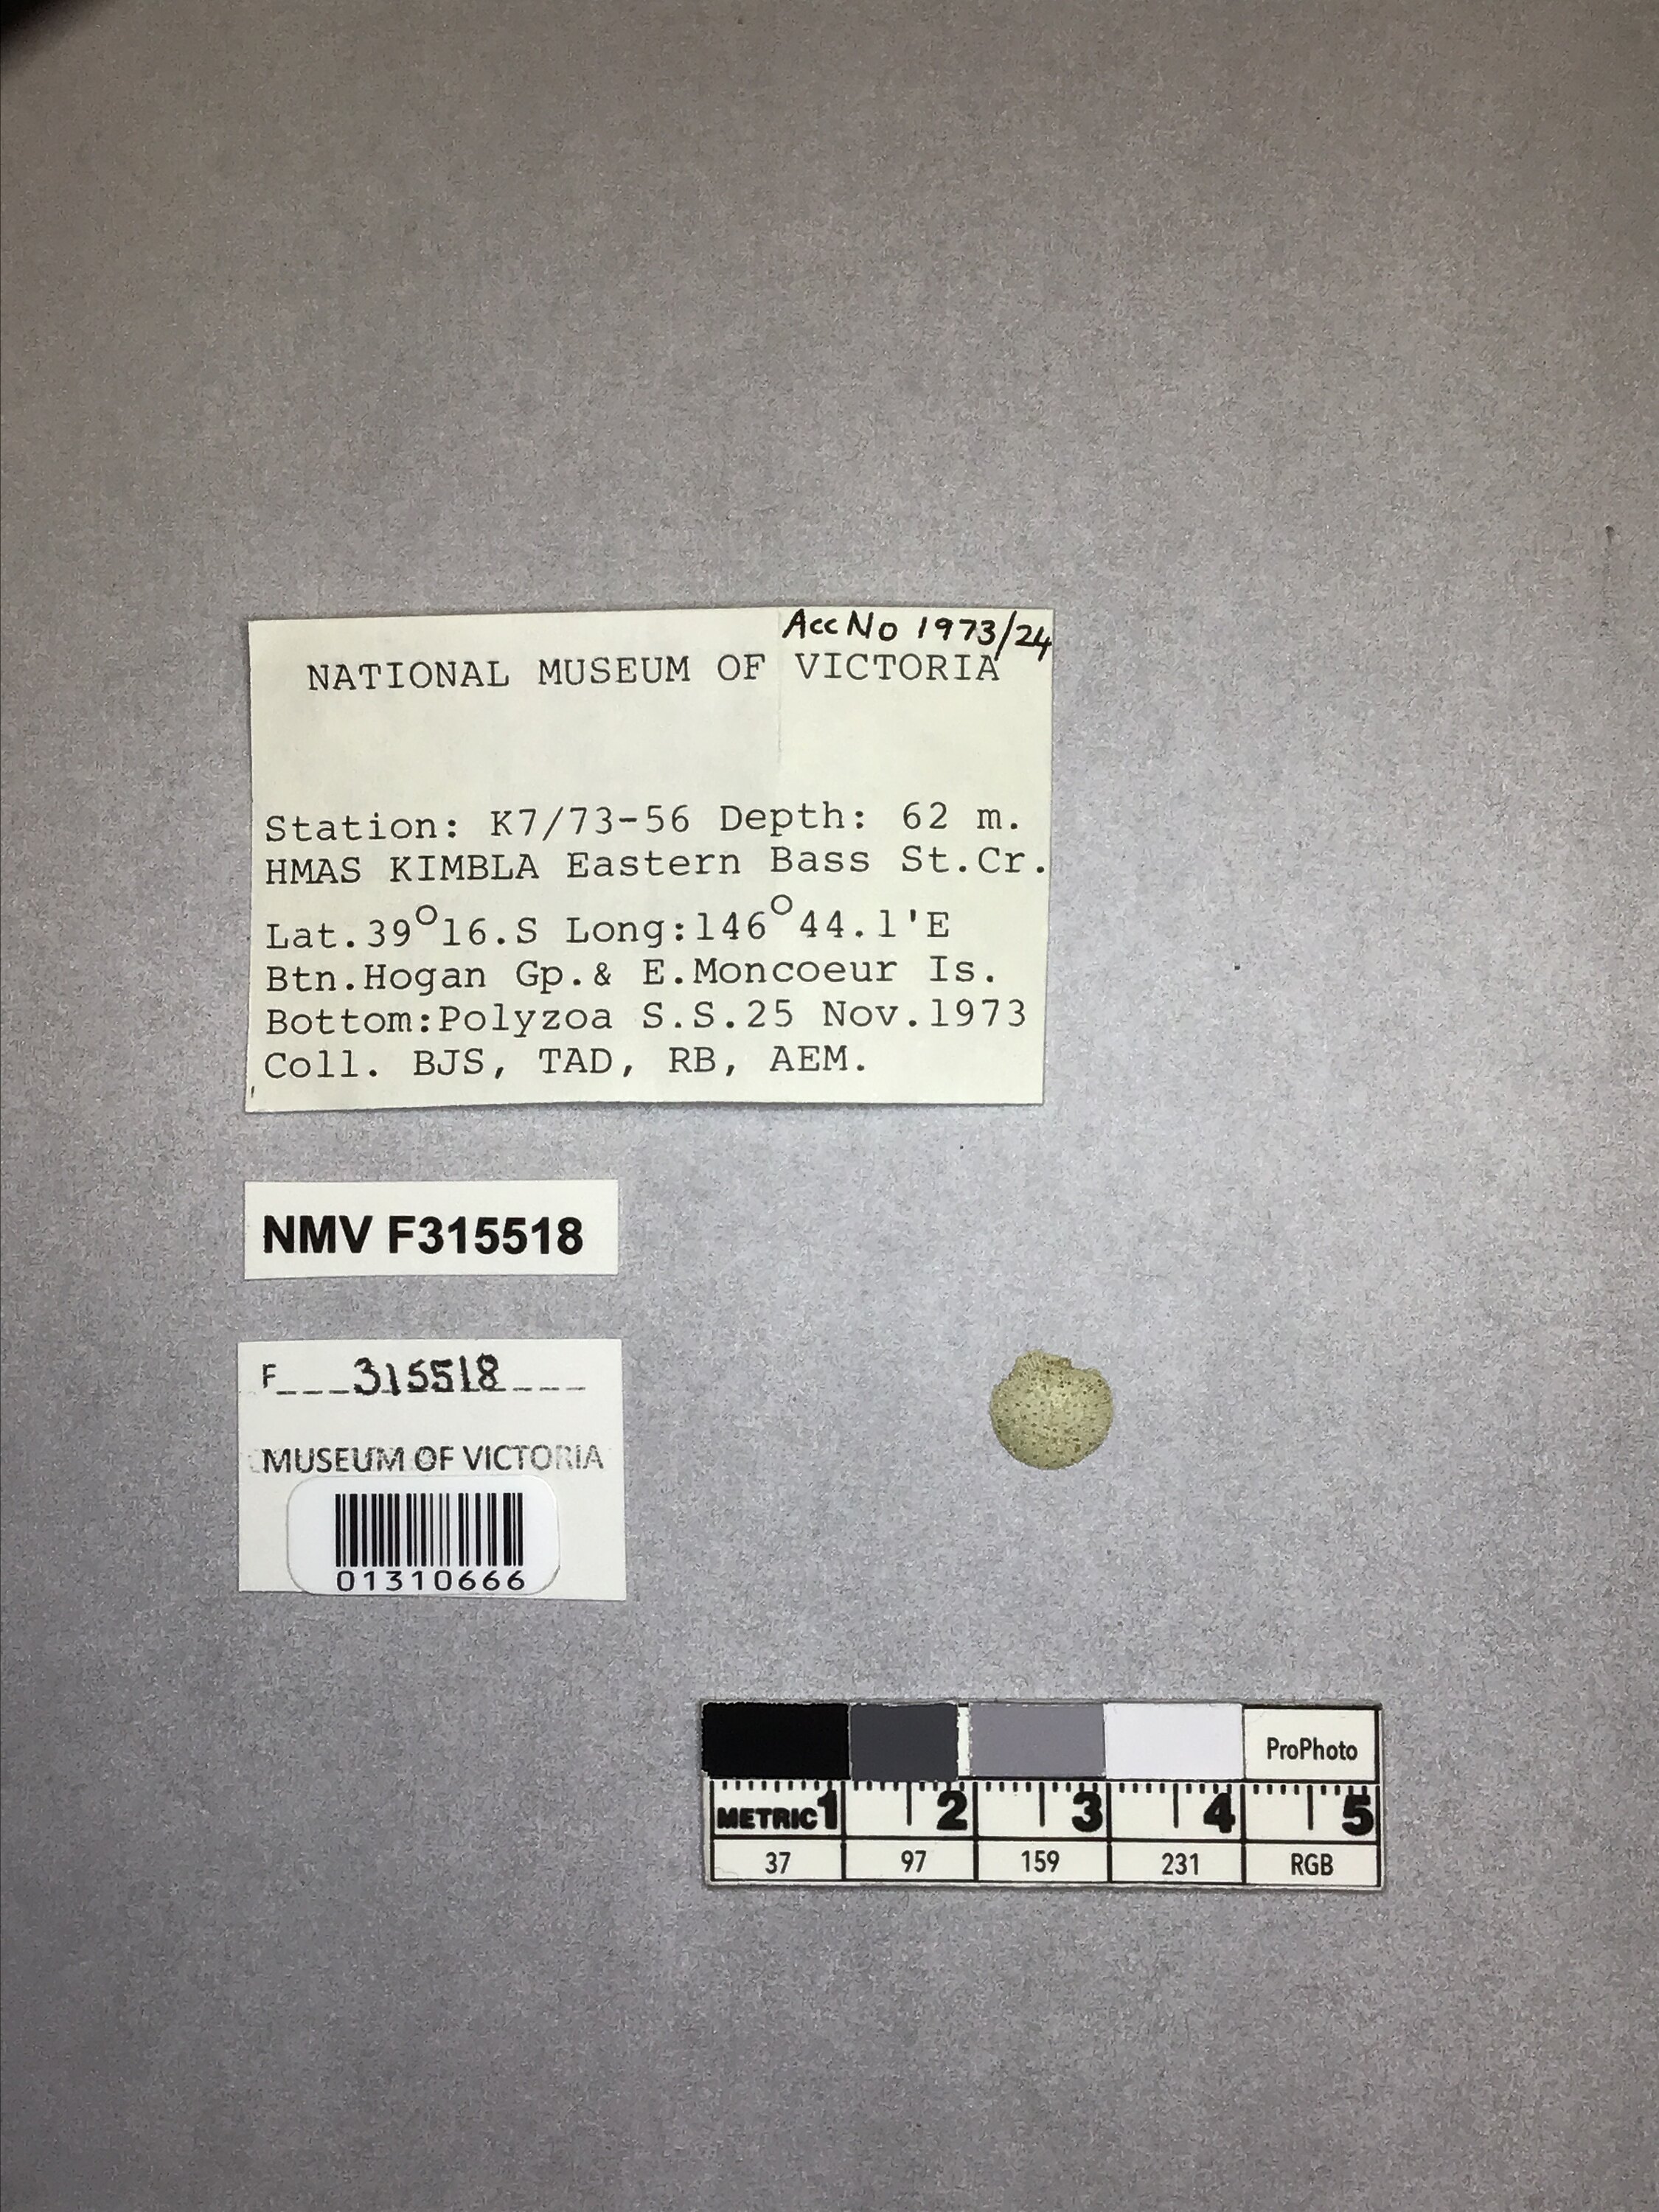 Acc No 1973/24
NATIONAL MUSEUM OF VICTORIA
Station: K7/73-56 Depth: 62 m.
HMAS KIMBLA Eastern Bass St.Cr.
Lat.39°16.S Long:146°44.1'E
Btn.Hogan Gp.& E.Moncoeur Is.
Bottom:Polyzoa S.S.25 Nov.1973
Coll. BJS, TAD, RB, AEM.
NMV F315518
F___315518___
MUSEUM OF VICTORIA
01310666
ProPhoto
METRIC 1 2 3 4 5
37 97 159 231 RGB